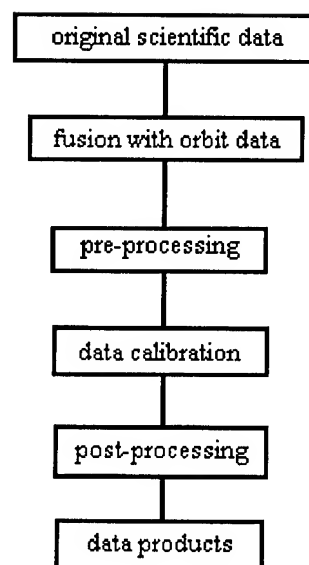 original scientific data
fusion with orbit data
pre-processing
data calibration
post-processing
data products